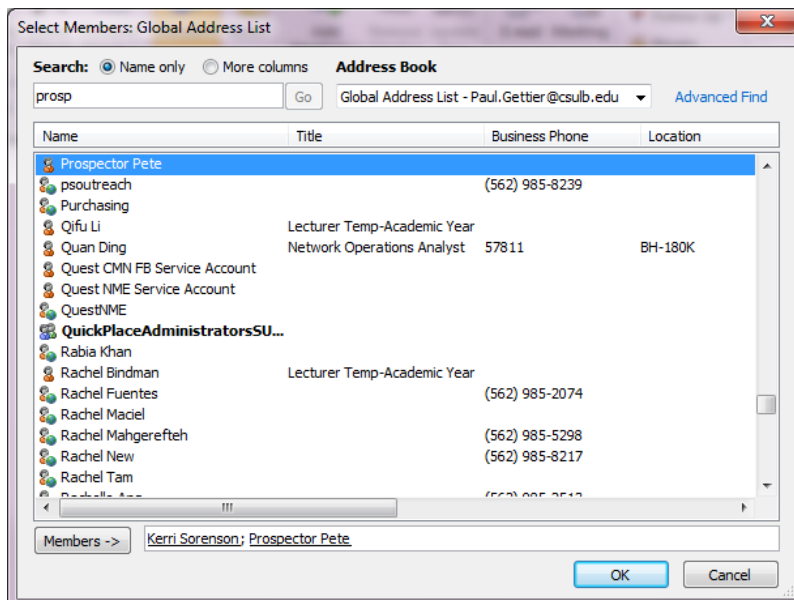 Select Members: Global Address List
Search: Name only More columns Address Book
prosp Go Global Address List - Paul.Gettier@csulb.edu Advanced Find
Name Title Business Phone Location
Prospector Pete
psoutreach (562) 985-8239
Purchasing
Qifu Li Lecturer Temp-Academic Year
Quan Ding Network Operations Analyst 57811 BH-180K
Quest CMN FB Service Account
Quest NME Service Account
QuestNME
QuickPlaceAdministratorsSU...
Rabia Khan
Rachel Bindman Lecturer Temp-Academic Year
Rachel Fuentes (562) 985-2074
Rachel Maciel
Rachel Mahgerefteh (562) 985-5298
Rachel New (562) 985-8217
Rachel Tam
Members -> Kerri Sorenson; Prospector Pete
OK Cancel